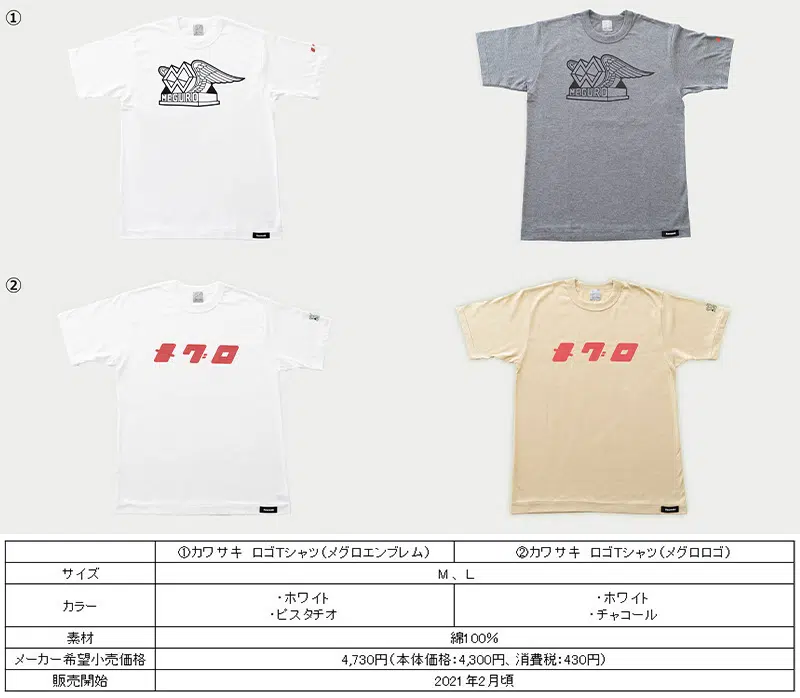 ①
MEGURO
MEGURO
②
メグロ
メグロ
①カワサキ ロゴTシャツ(メグロエンブレム)
②カワサキ ロゴTシャツ(メグロロゴ)
サイズ
M、L
カラー
・ホワイト
・ピスタチオ
・ホワイト
・チャコール
素材
綿100%
メーカー希望小売価格
4,730円(本体価格:4,300円、消費税:430円)
販売開始
2021年2月頃